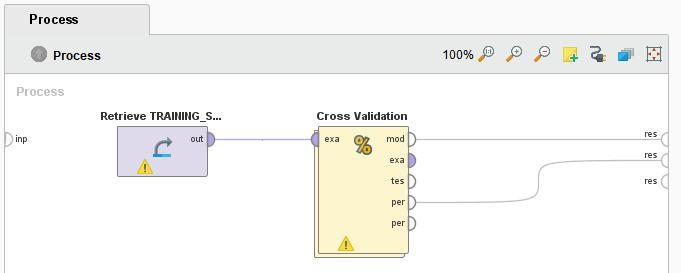 Process
Process
100%
Process
Retrieve TRAINING_S...
Cross Validation
inp
out
exa
%
mod
exa
tes
per
per
res
res
res